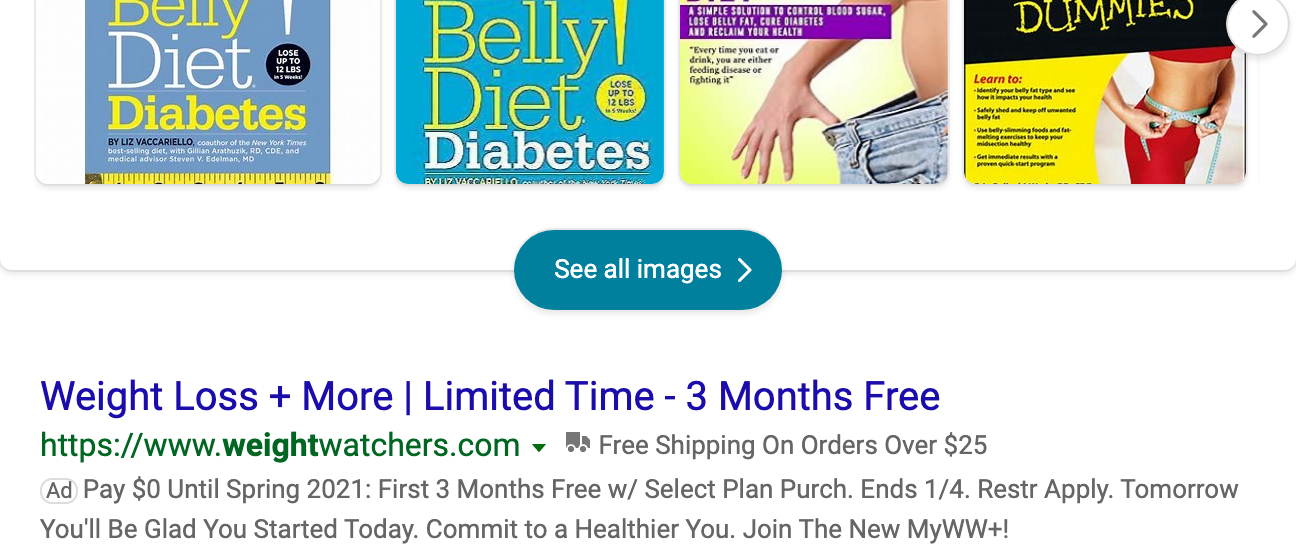 Belly!
Diet
LOSE
UP TO
12 LBS
in 5 Weeks!
Diabetes
BY LIZ VACCARIELLO, coauthor of the New York Times
best-selling diet, with Gillian Arathuzik, RD, CDE, and
medical advisor Steven V. Edelman, MD
Belly!
Diet
LOSE
UP TO
12 LBS
in 5 Weeks!
Diabetes
BY LIZ VACCARIELLO, coauthor of the New York Times
DIET
A SIMPLE SOLUTION TO CONTROL BLOOD SUGAR,
LOSE BELLY FAT, CURE DIABETES
AND RECLAIM YOUR HEALTH
"Every time you eat or
drink, you are either
feeding disease or
fighting it"
DUMMIES
Learn to:
• Identify your belly fat type and see
how it impacts your health
• Safely shed and keep off unwanted
belly fat
• Use belly-slimming foods and fat-
melting exercises to keep your
midsection healthy
• Get immediate results with a
proven quick-start program
See all images
Weight Loss + More | Limited Time - 3 Months Free
https://www.weightwatchers.com Free Shipping On Orders Over $25
Ad Pay $0 Until Spring 2021: First 3 Months Free w/ Select Plan Purch. Ends 1/4. Restr Apply. Tomorrow
You'll Be Glad You Started Today. Commit to a Healthier You. Join The New MyWW+!